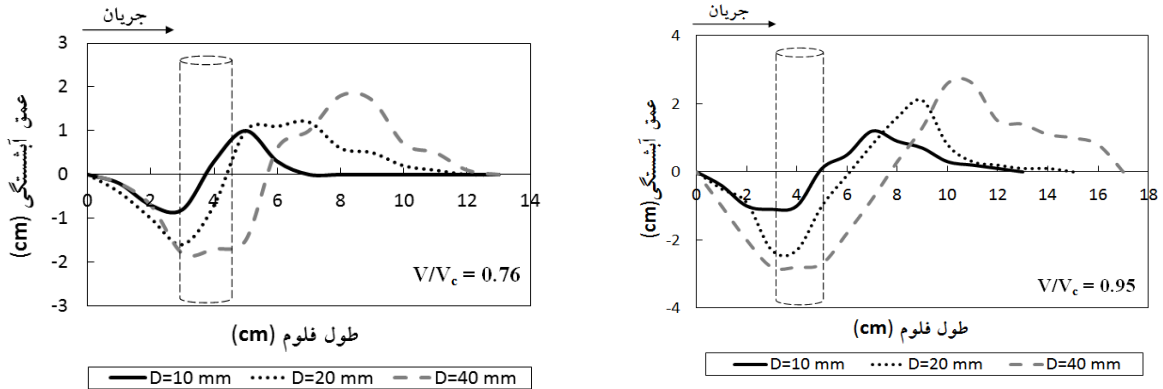 جریان
3
2
1
0
-1
-2
-3
0 2 4 6 8 10 12 14
عمق آبشستگی (cm)
V/Vc = 0.76
طول فلوم (cm)
D=10 mm D=20 mm D=40 mm
جریان
4
2
0
-2
-4
0 2 4 6 8 10 12 14 16 18
عمق آبشستگی (cm)
V/Vc = 0.95
طول فلوم (cm)
D=10 mm D=20 mm D=40 mm